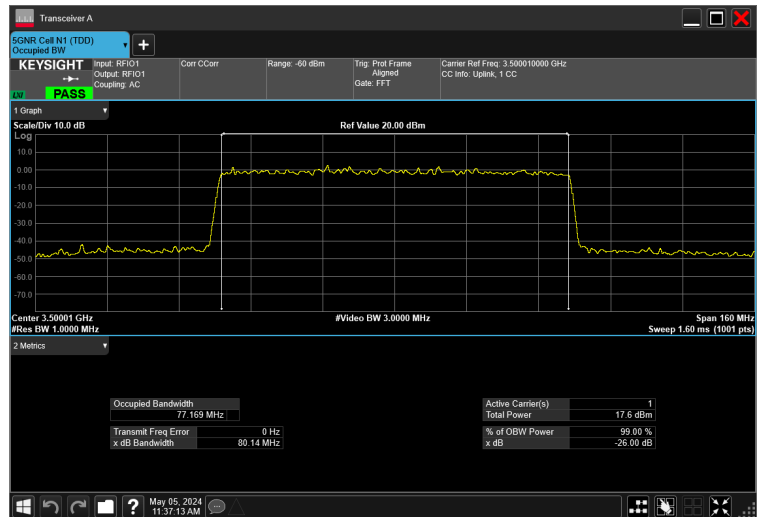 Transceiver A
5GNR Cell N1 (TDD)
Occupied BW
KEYSIGHT
LXI
PASS
Input: RFIO1
Output: RFIO1
Coupling: AC
Corr CCorr
Range: -60 dBm
Trig: Prot Frame
Aligned
Gate: FFT
Carrier Ref Freq: 3.500010000 GHz
CC Info: Uplink, 1 CC
1 Graph
Scale/Div 10.0 dB
Ref Value 20.00 dBm
Log
10.0
0.00
-10.0
-20.0
-30.0
-40.0
-50.0
-60.0
-70.0
Center 3.50001 GHz
#Video BW 3.0000 MHz
Span 160 MHz
#Res BW 1.0000 MHz
Sweep 1.60 ms (1001 pts)
2 Metrics
Occupied Bandwidth
77.169 MHz
Transmit Freq Error 0 Hz
x dB Bandwidth 80.14 MHz
Active Carrier(s) 1
Total Power 17.6 dBm
% of OBW Power 99.00 %
x dB -26.00 dB
?
May 05, 2024
11:37:13 AM